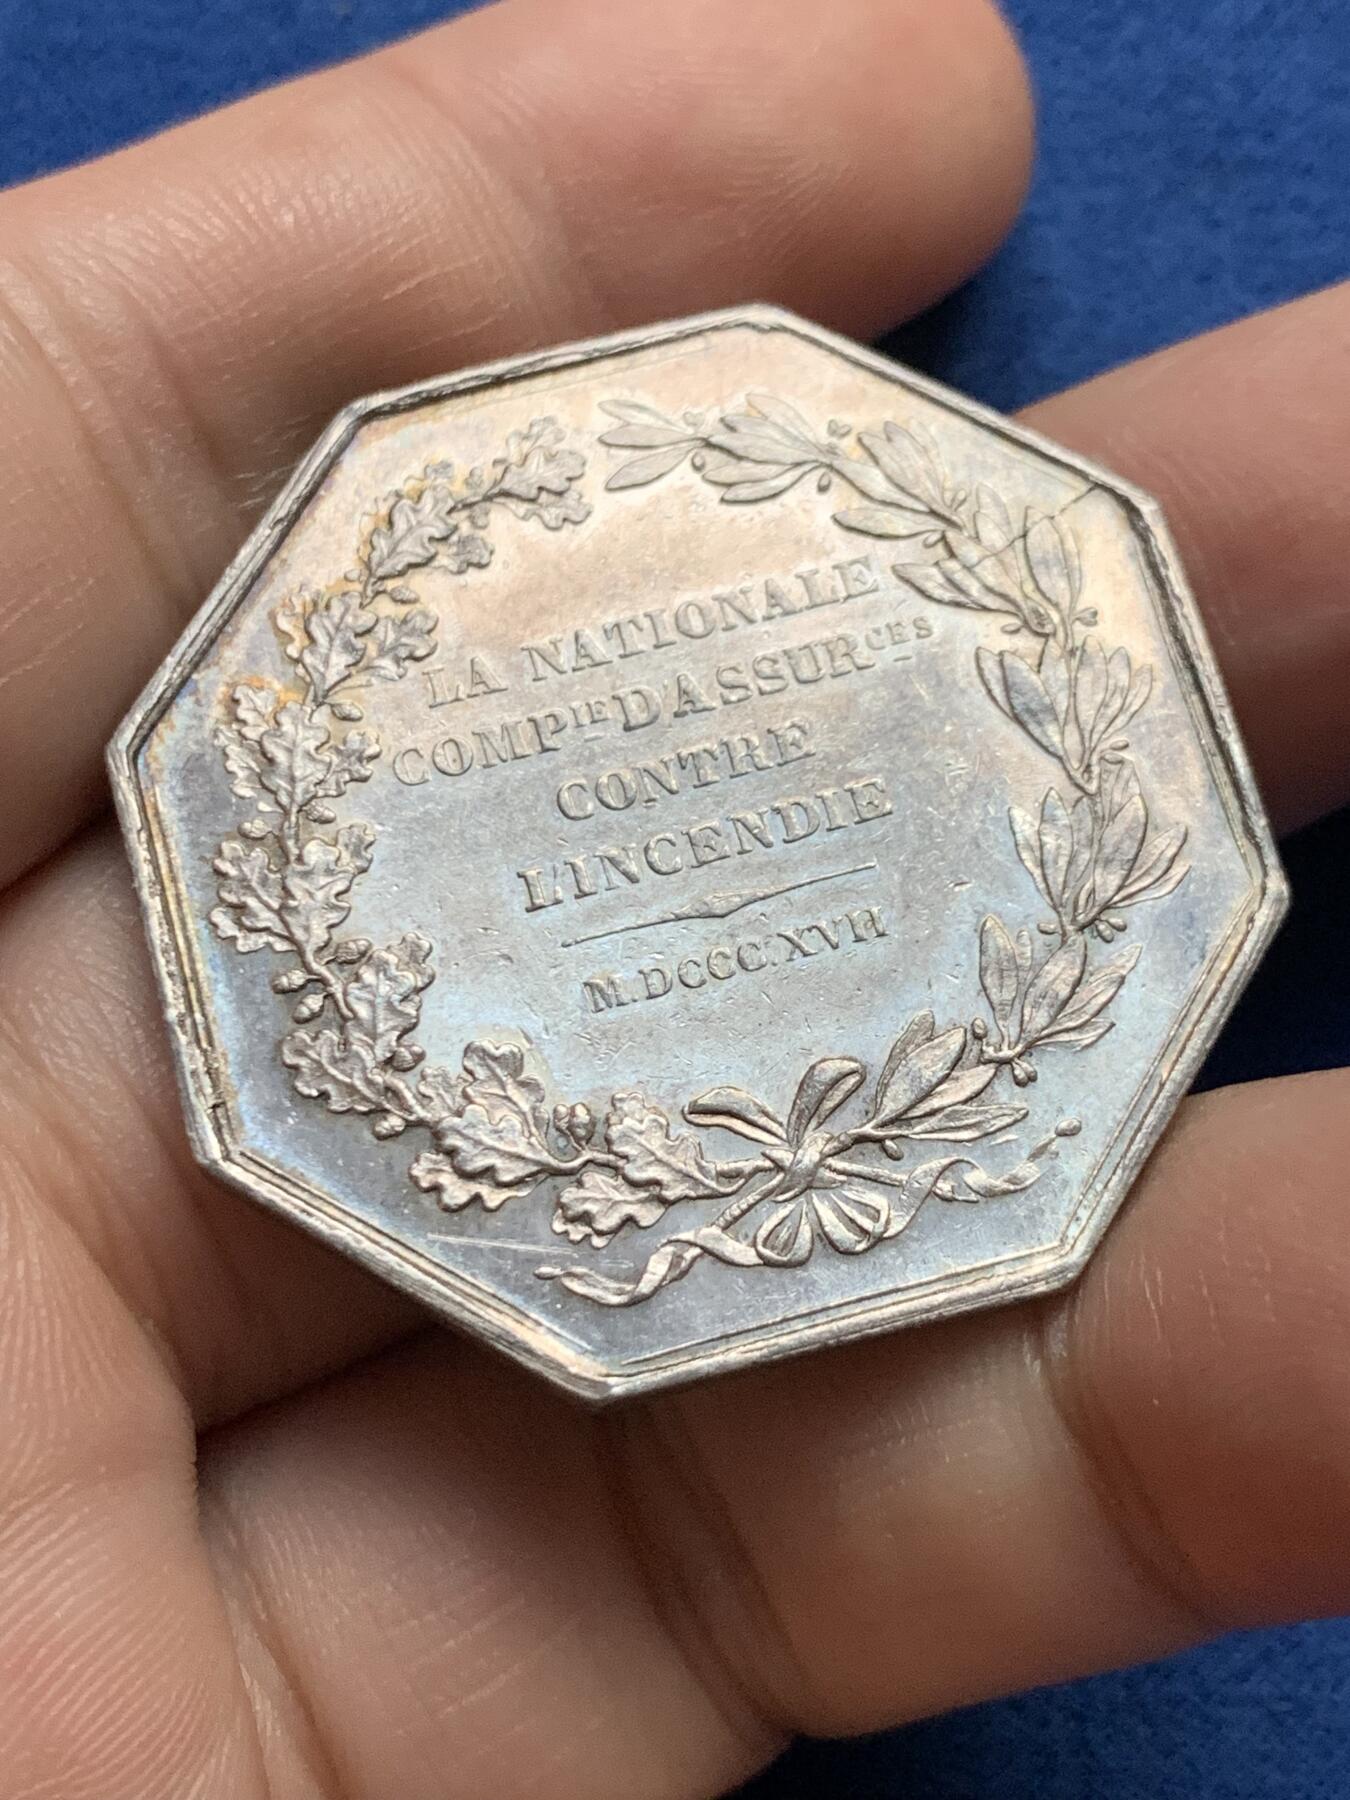 LA NATIONALE
COMPIE D'ASSURCES
CONTRE
L'INCENDIE
M.DCCC.XVII